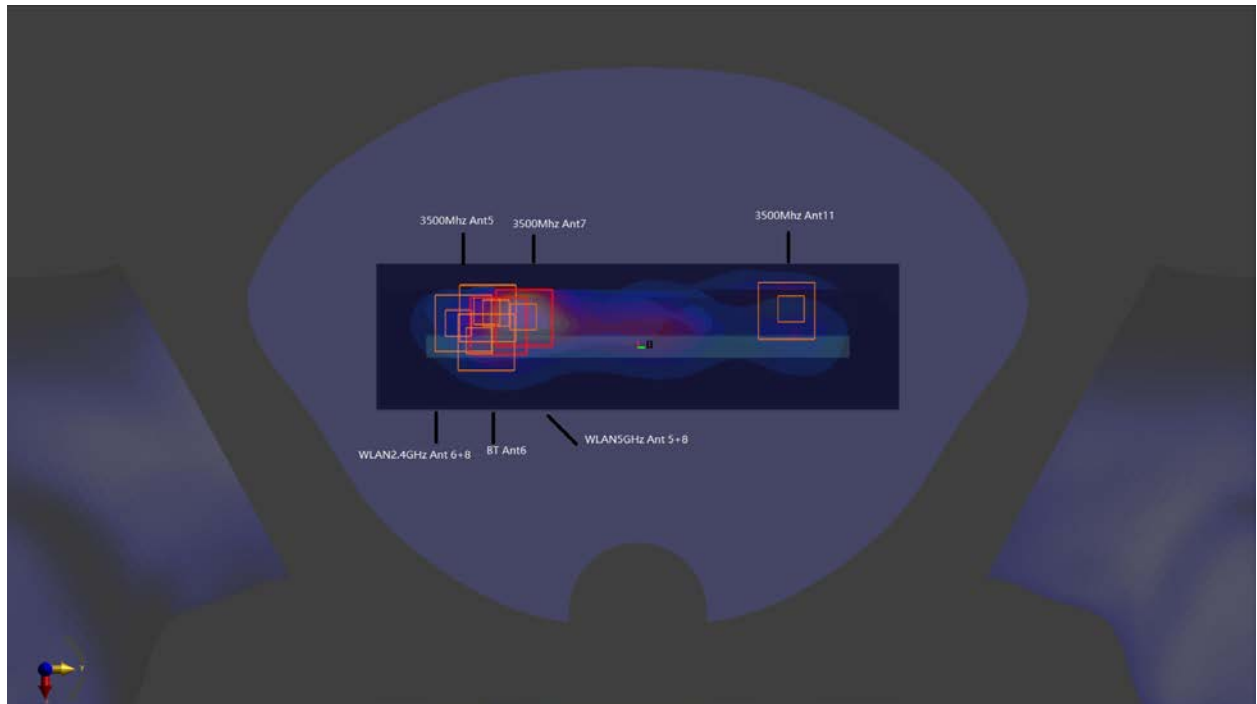 3500Mhz Ant5
3500Mhz Ant7
3500Mhz Ant11
WLAN2.4GHz Ant 6+8
BT Ant6
WLAN5GHz Ant 5+8